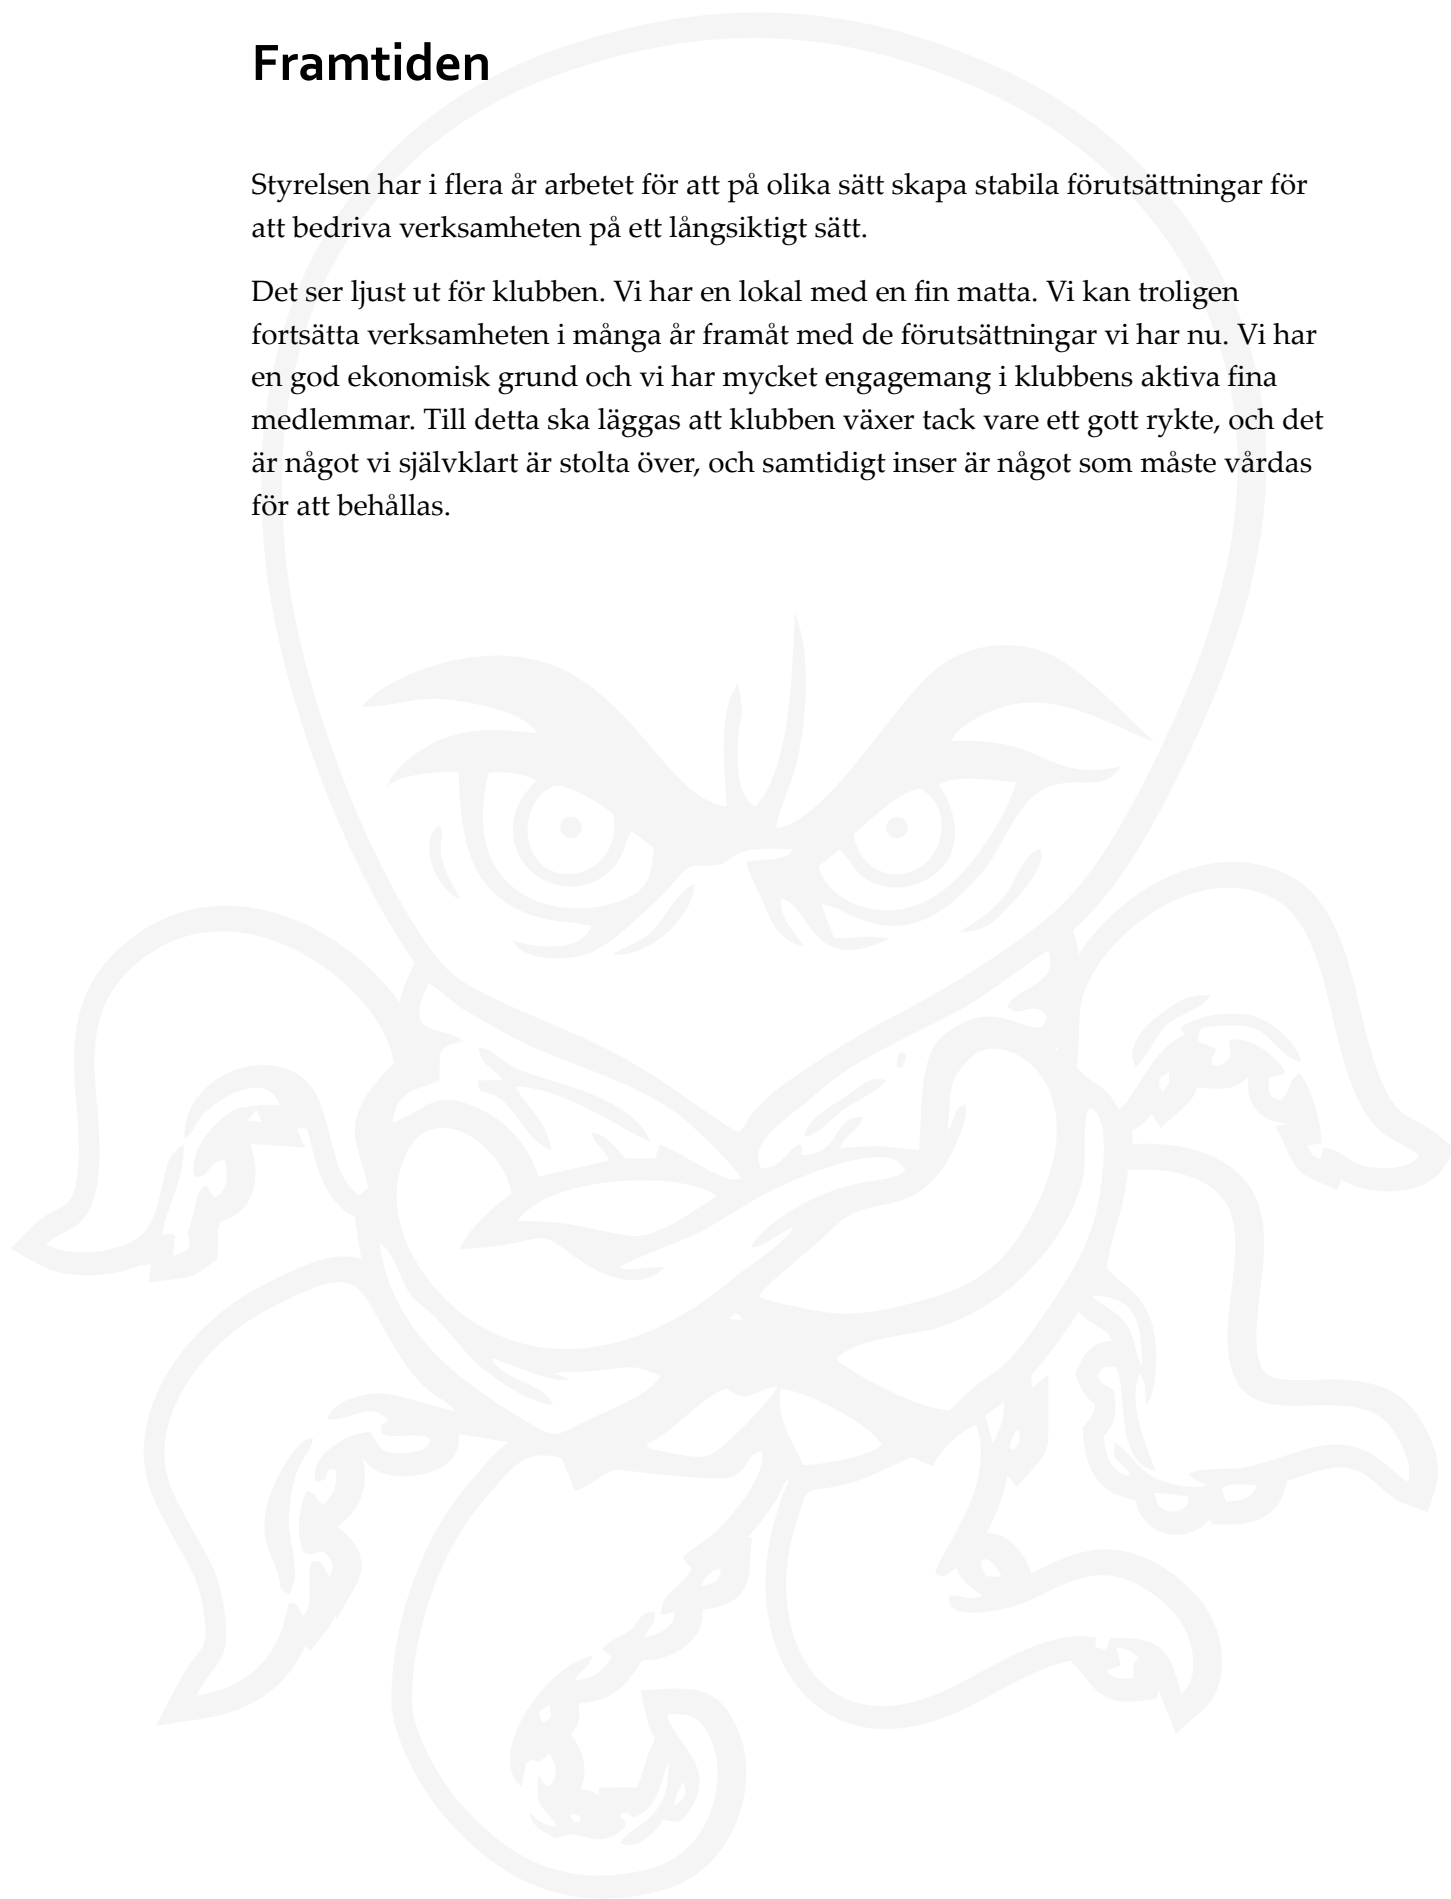 Framtiden
Styrelsen har i flera år arbetet för att på olika sätt skapa stabila förutsättningar för
att bedriva verksamheten på ett långsiktigt sätt.
Det ser ljust ut för klubben. Vi har en lokal med en fin matta. Vi kan troligen
fortsätta verksamheten i många år framåt med de förutsättningar vi har nu. Vi har
en god ekonomisk grund och vi har mycket engagemang i klubbens aktiva fina
medlemmar. Till detta ska läggas att klubben växer tack vare ett gott rykte, och det
är något vi självklart är stolta över, och samtidigt inser är något som måste vårdas
för att behållas.